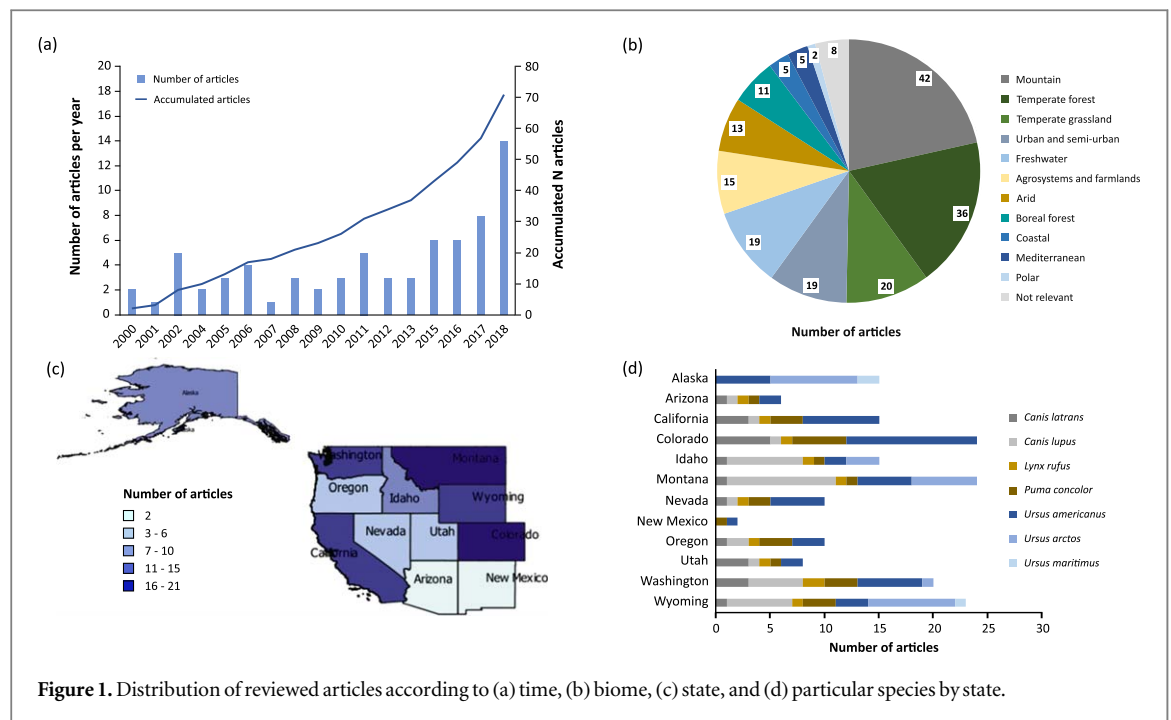 (a)
20
18
16
14
12
10
8
6
4
2
0
80
70
60
50
40
30
20
10
0
Number of articles per year
Accumulated N articles
Number of articles
Accumulated articles
2000 2001 2002 2004 2005 2006 2007 2008 2009 2010 2011 2012 2013 2015 2016 2017 2018
(b)
42
36
20
19
19
15
13
11
5
5
2
8
Mountain
Temperate forest
Temperate grassland
Urban and semi-urban
Freshwater
Agrosystems and farmlands
Arid
Boreal forest
Coastal
Mediterranean
Polar
Not relevant
Number of articles
(c)
Washington
Montana
Oregon
Idaho
Wyoming
Nevada
Utah
Colorado
California
Arizona
New Mexico
Number of articles
2
3 - 6
7 - 10
11 - 15
16 - 21
(d)
Alaska
Arizona
California
Colorado
Idaho
Montana
Nevada
New Mexico
Oregon
Utah
Washington
Wyoming
0 5 10 15 20 25 30
Number of articles
Canis latrans
Canis lupus
Lynx rufus
Puma concolor
Ursus americanus
Ursus arctos
Ursus maritimus
Figure 1. Distribution of reviewed articles according to (a) time, (b) biome, (c) state, and (d) particular species by state.